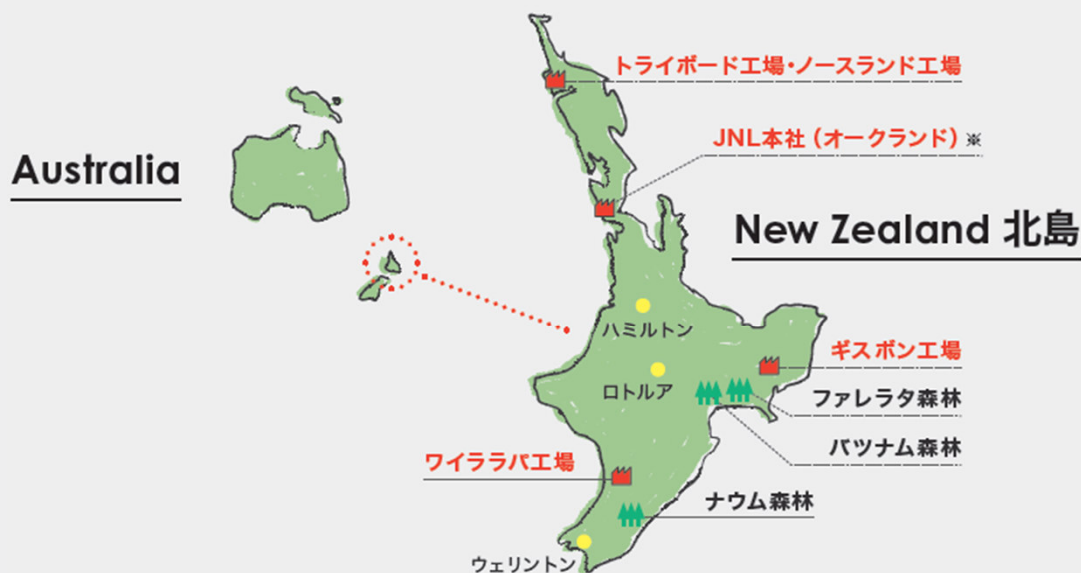 トライボード工場・ノースランド工場
JNL本社（オークランド）※
Australia
New Zealand 北島
ハミルトン
ギスボン工場
ロトルア
ファレラタ森林
パツナム森林
ワイララパ工場
ナウム森林
ウェリントン